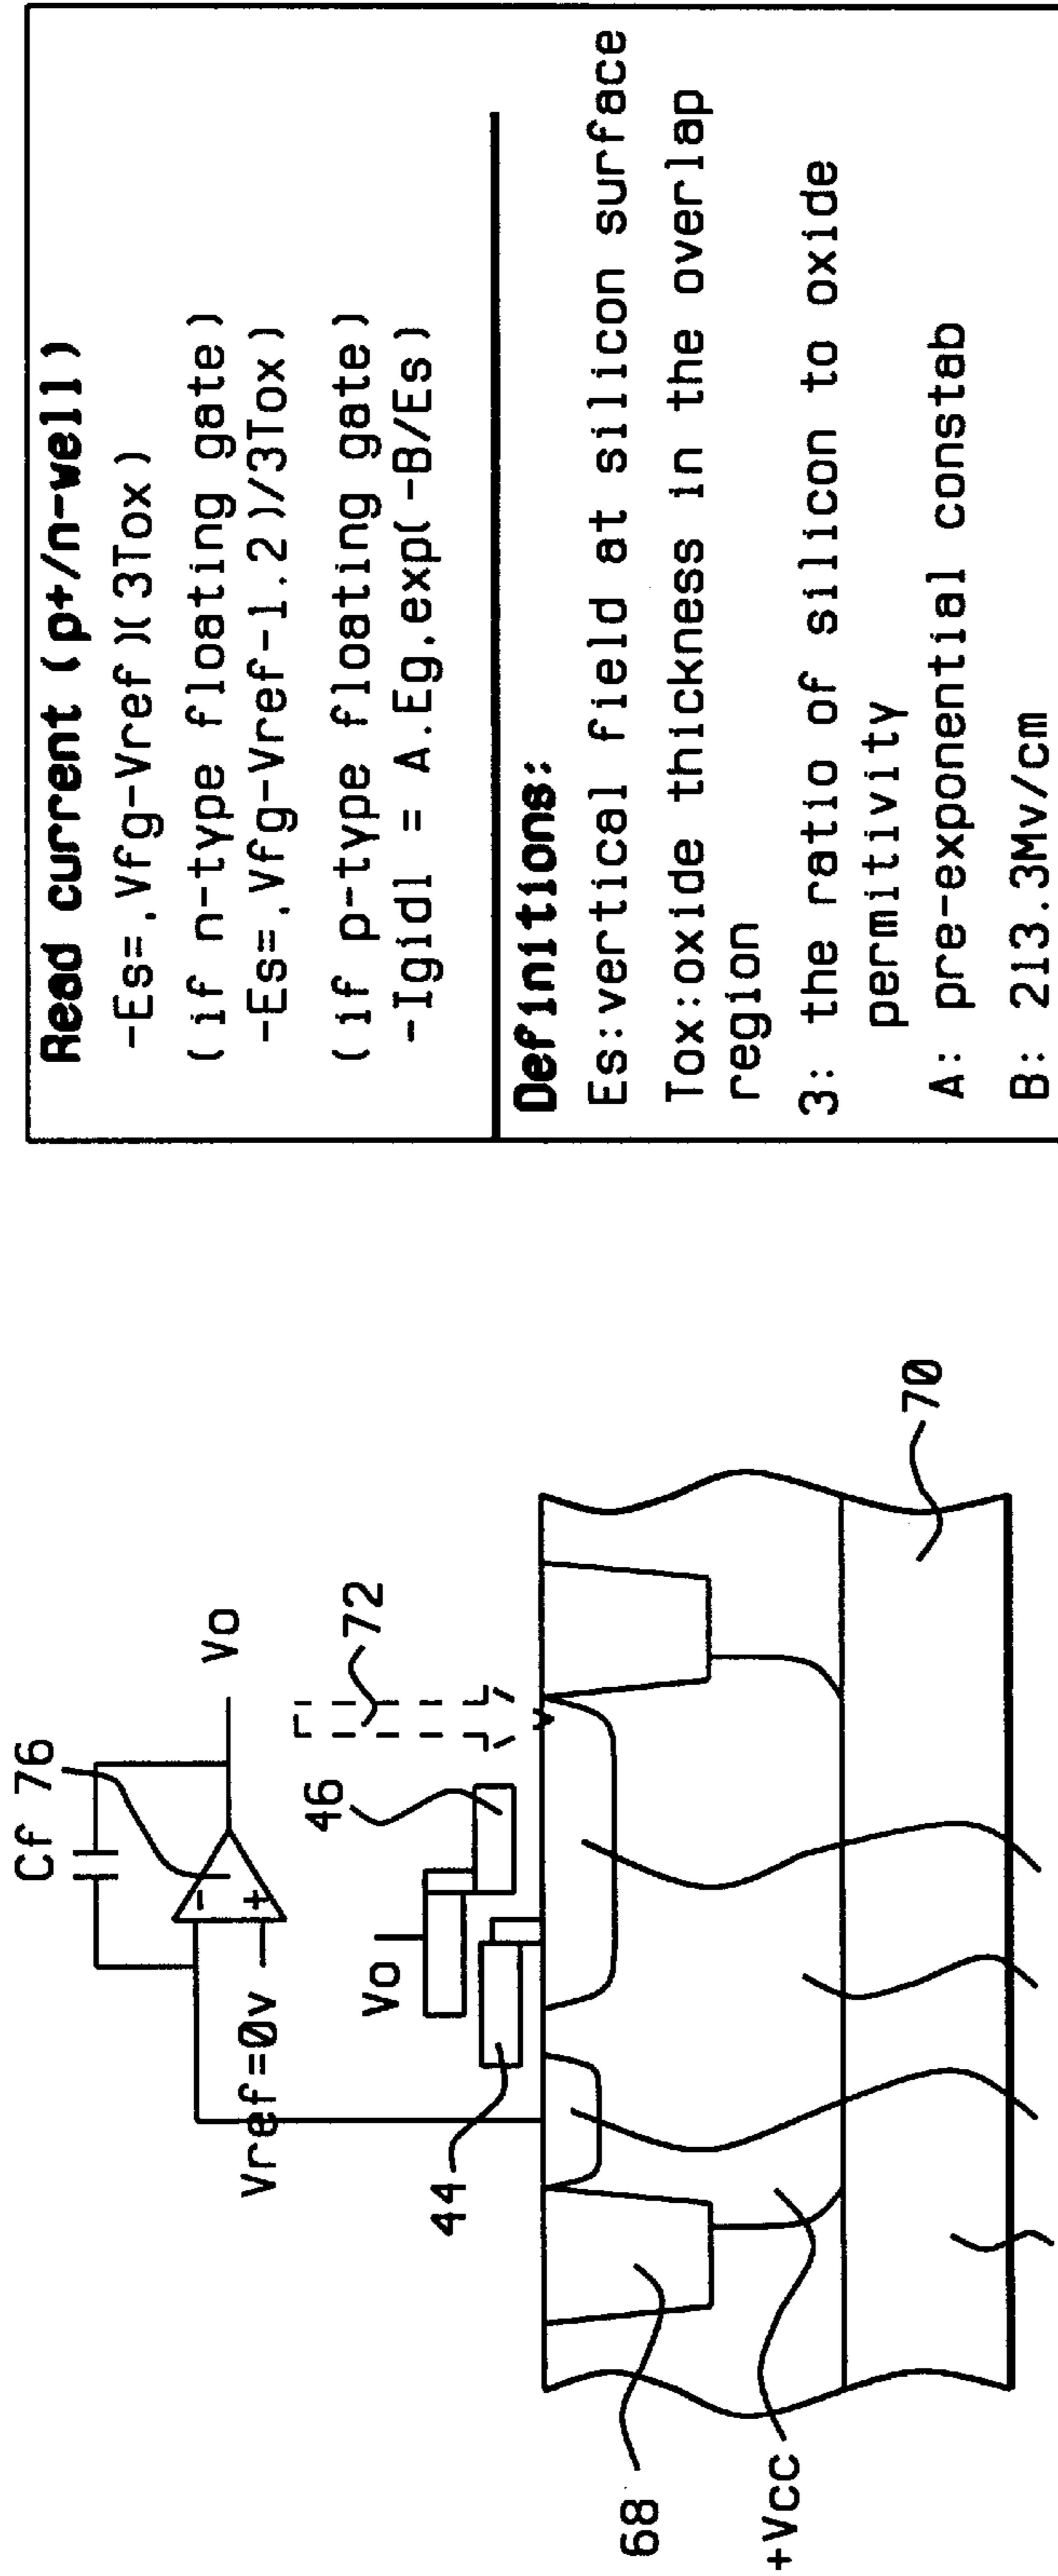 Read current (p+/n-well)
-Es=,Vfg-Vref)(3Tox)
(if n-type floating gate)
-Es=,Vfg-Vref-1.2)/3Tox)
(if p-type floating gate)
-Igidl = A.Eg.exp(-B/Es)
Definitions:
Es:vertical field at silicon surface
Tox:oxide thickness in the overlap
region
3: the ratio of silicon to oxide
permitivity
A: pre-exponential constab
B: 213.3Mv/cm
Cf 76
Vo
-
+
Vref=0v
Vo
46
72
44
68
+Vcc
70